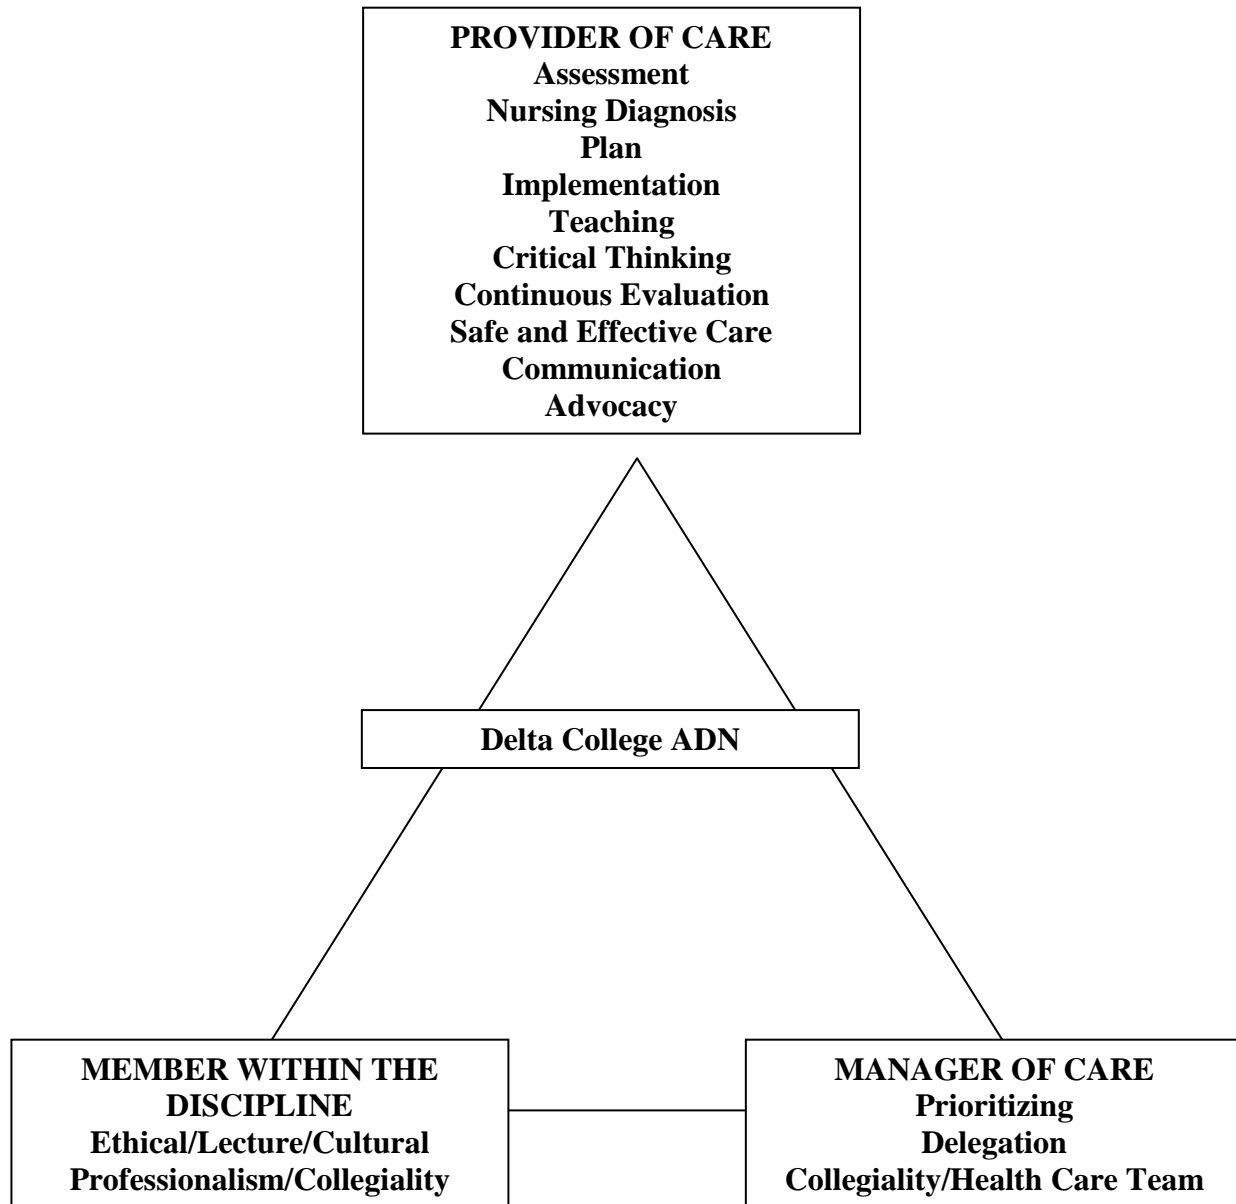 PROVIDER OF CARE
Assessment
Nursing Diagnosis
Plan
Implementation
Teaching
Critical Thinking
Continuous Evaluation
Safe and Effective Care
Communication
Advocacy
Delta College ADN
MEMBER WITHIN THE
DISCIPLINE
Ethical/Lecture/Cultural
Professionalism/Collegiality
MANAGER OF CARE
Prioritizing
Delegation
Collegiality/Health Care Team